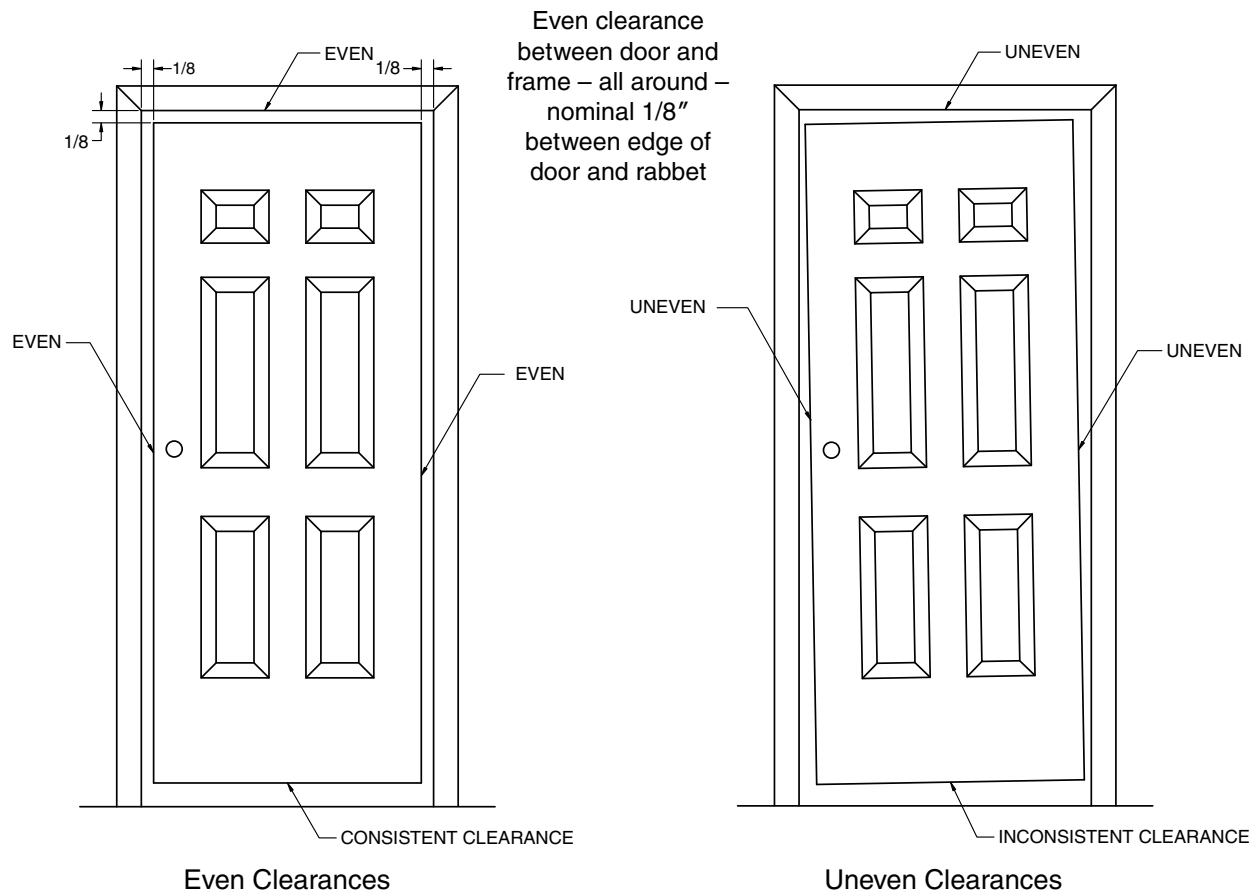 EVEN
1/8
1/8
1/8
EVEN
EVEN
CONSISTENT CLEARANCE
Even Clearances
Even clearance
between door and
frame – all around –
nominal 1/8″
between edge of
door and rabbet
UNEVEN
UNEVEN
UNEVEN
INCONSISTENT CLEARANCE
Uneven Clearances